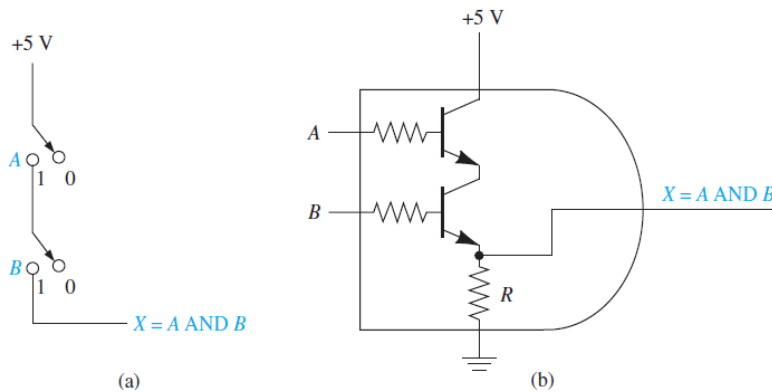 +5 V
A
1 0
B
1 0
X = A AND B
(a)
+5 V
A
B
R
X = A AND B
(b)